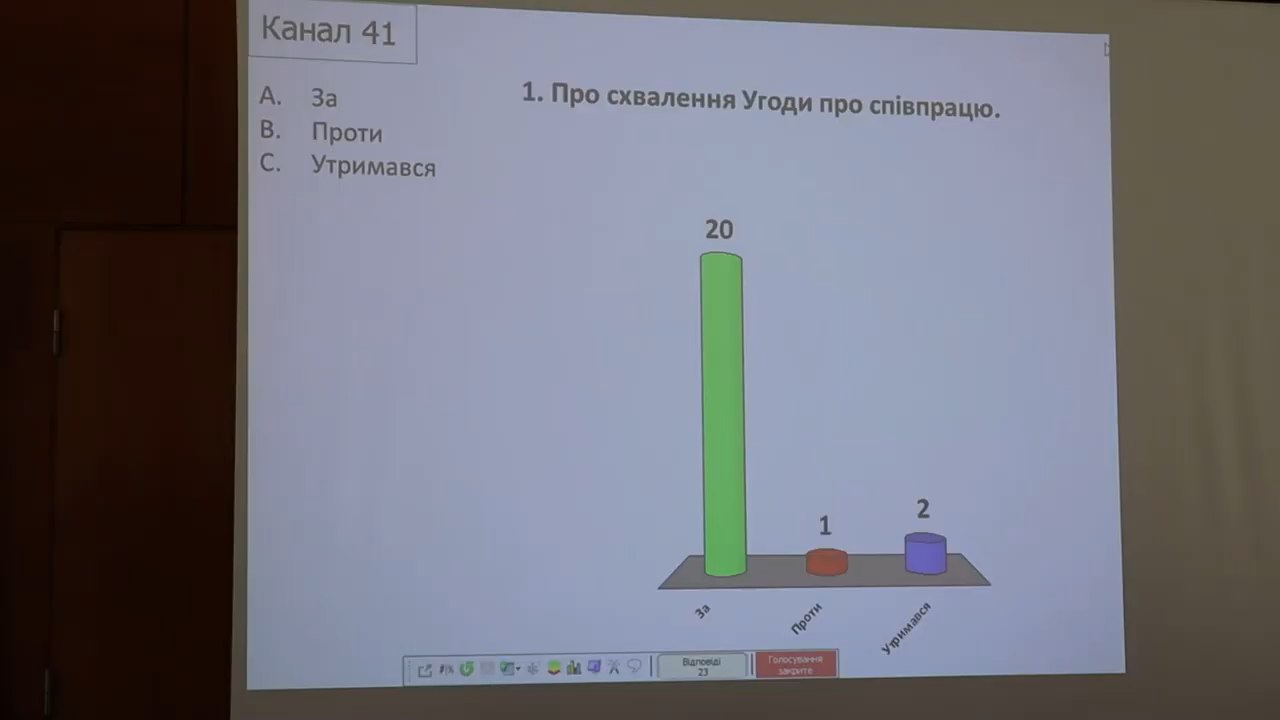 Канал 41
A. За
B. Проти
C. Утримався
1. Про схвалення Угоди про співпрацю.
20
1
2
За
Проти
Утримався
Відповіді
23
Голосування
закрите